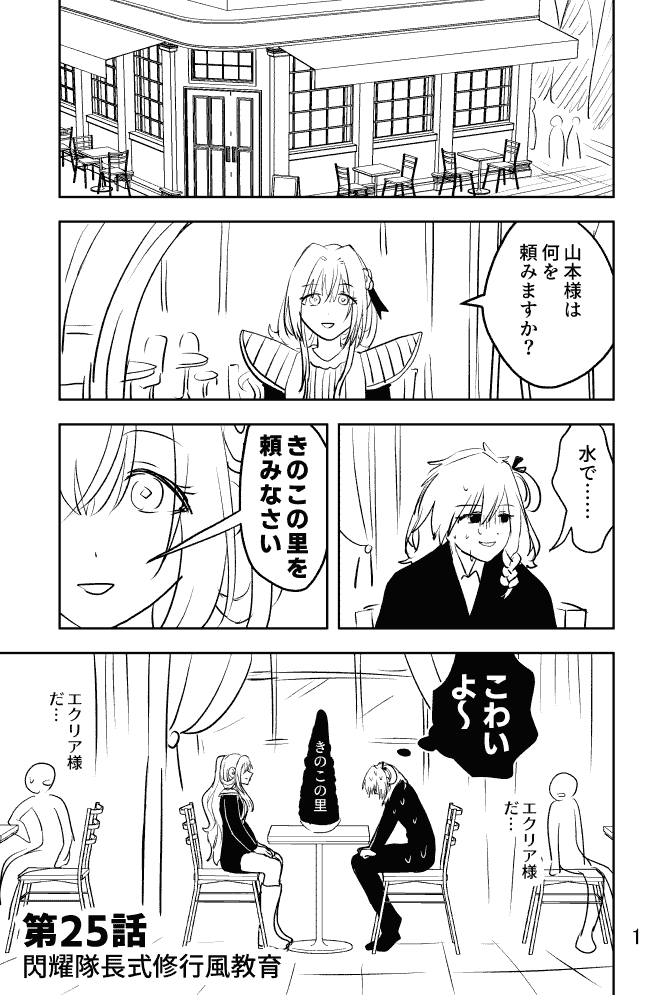 山本様は
何を
頼みますか？
水で……
きのこの里を
頼みなさい
こわい
よ〜
エクリア様
だ…
きのこの里
エクリア様
だ…
第25話
閃耀隊長式修行風教育
1